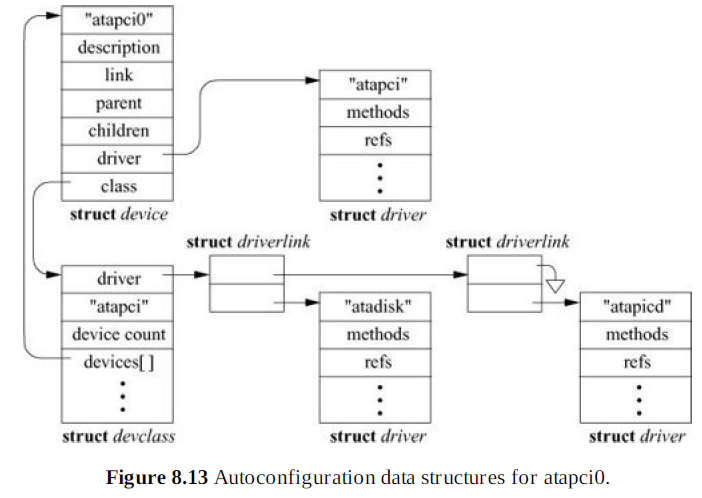 "atapci0"
description
link
parent
children
driver
class
struct device
"atapci"
methods
refs
struct driver
struct driverlink
struct driverlink
driver
"atapci"
device count
devices[ ]
struct devclass
"atadisk"
methods
refs
struct driver
"atapicd"
methods
refs
struct driver
Figure 8.13 Autoconfiguration data structures for atapci0.